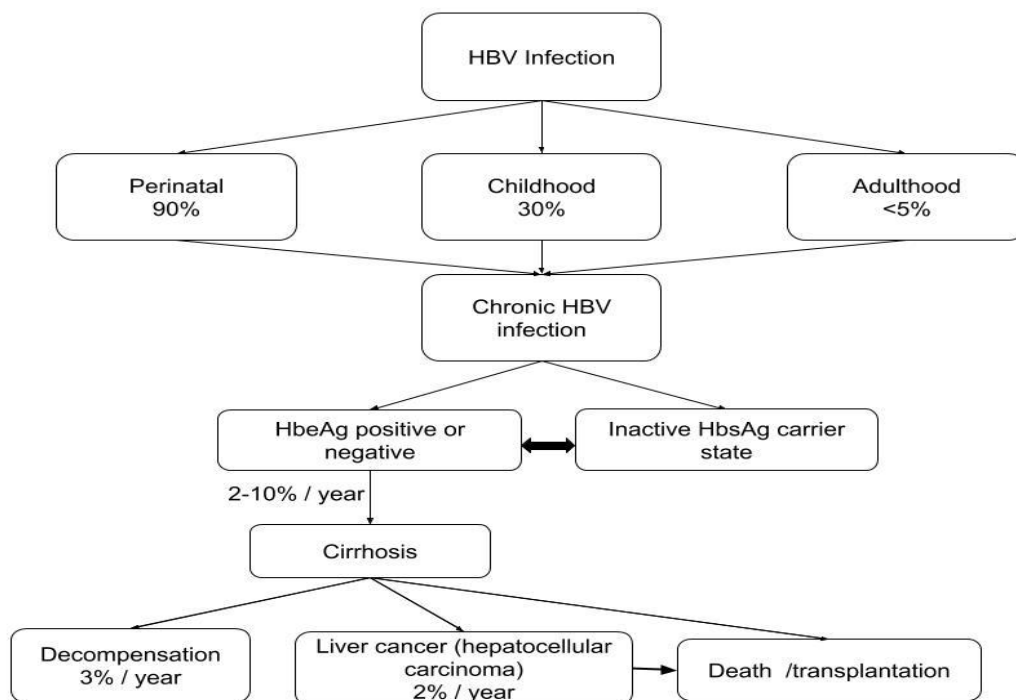 HBV Infection
Perinatal
90%
Childhood
30%
Adulthood
<5%
Chronic HBV
infection
HbeAg positive or
negative
Inactive HbsAg carrier
state
2-10% / year
Cirrhosis
Decompensation
3% / year
Liver cancer (hepatocellular
carcinoma)
2% / year
Death /transplantation